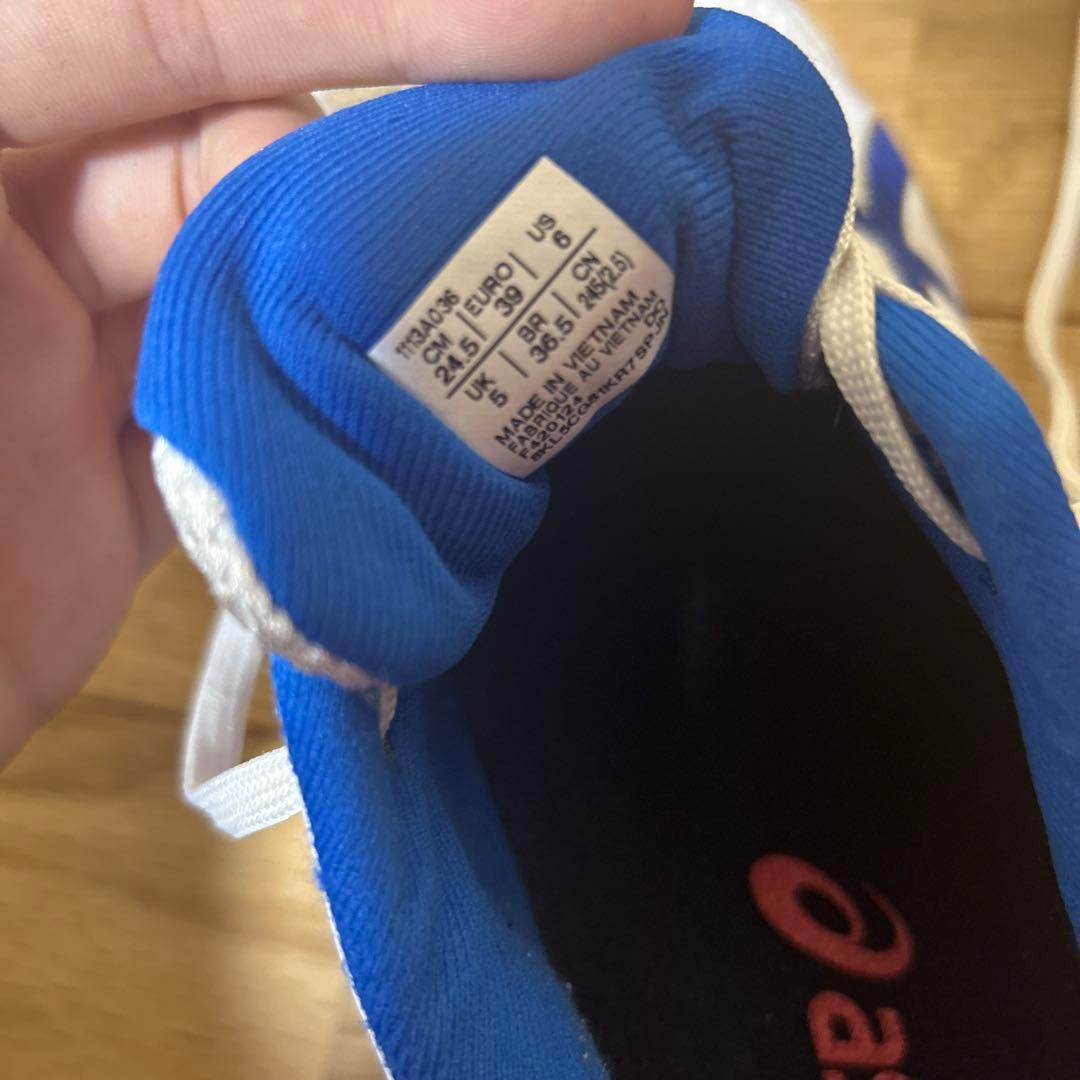 1113A036
CM EURO US
24.5 39 6
UK BR CN
5 36.5 245(2.5)
MADE IN VIETNAM
FABRIQUE AU VIETNAM
as